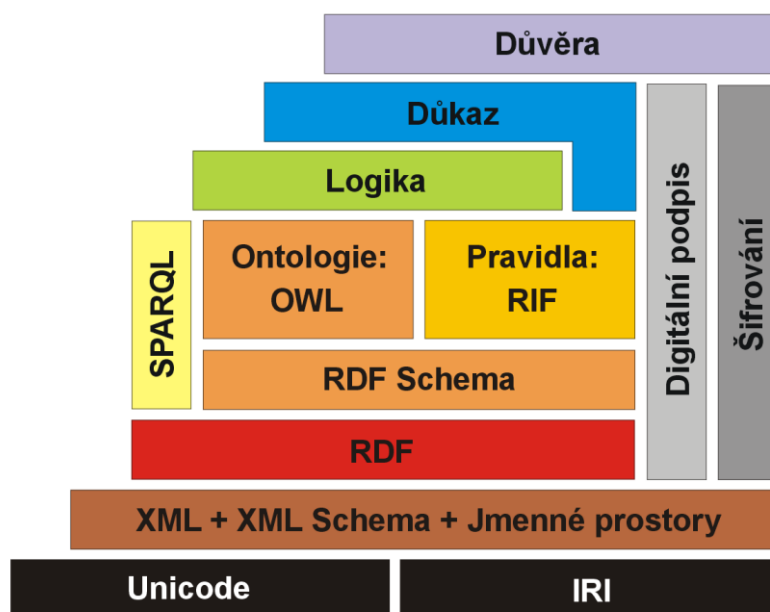 Důvěra
Důkaz
Logika
SPARQL
Ontologie:
OWL
Pravidla:
RIF
Digitální podpis
Šifrování
RDF Schema
RDF
XML + XML Schema + Jmenné prostory
Unicode
IRI